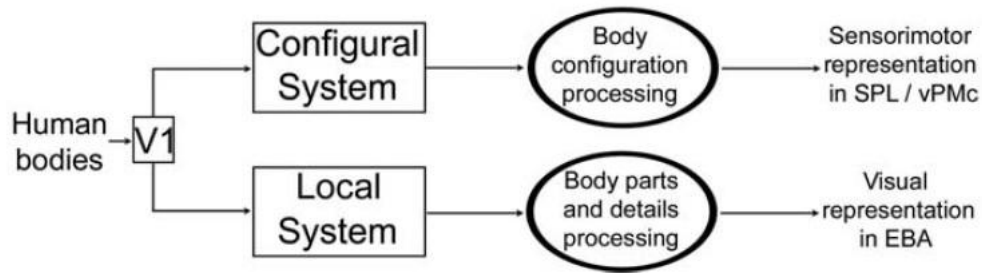 Human
bodies
V1
Configural
System
Body
configuration
processing
Sensorimotor
representation
in SPL / vPMc
Local
System
Body parts
and details
processing
Visual
representation
in EBA